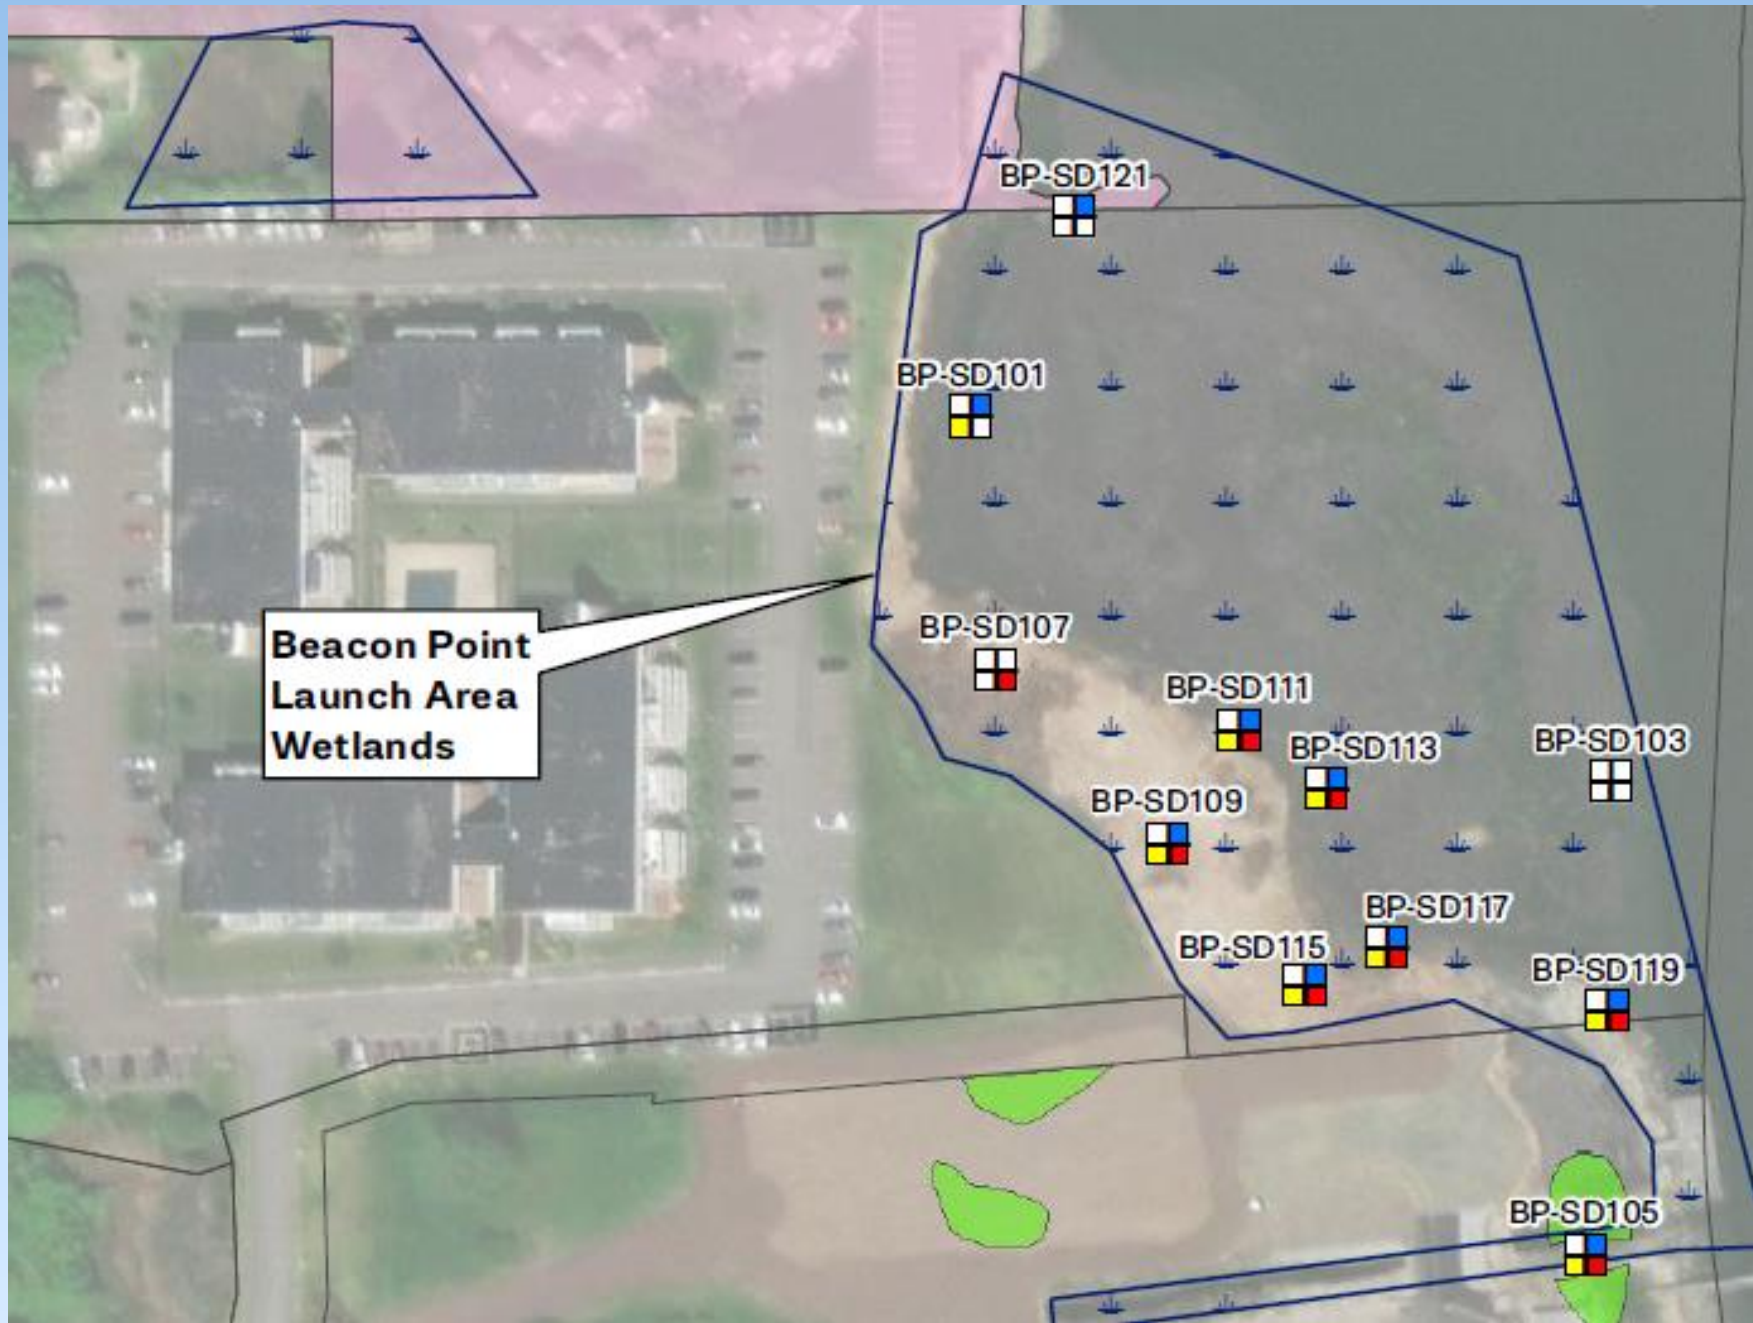 BP-SD121
BP-SD101
Beacon Point
Launch Area
Wetlands
BP-SD107
BP-SD111
BP-SD113
BP-SD103
BP-SD109
BP-SD117
BP-SD115
BP-SD119
BP-SD105